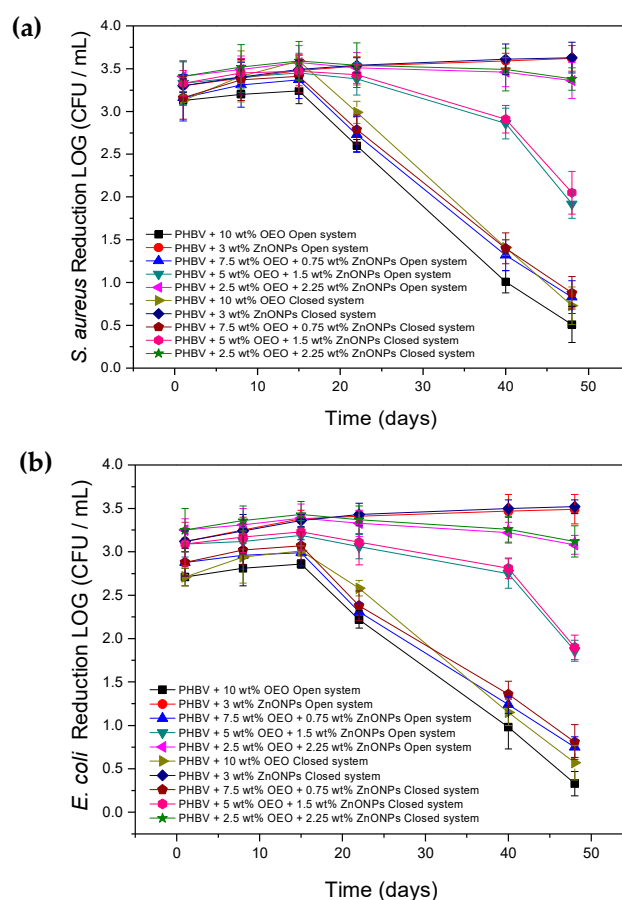 (a)
4.0
3.5
3.0
2.5
2.0
1.5
1.0
0.5
0.0
S. aureus Reduction LOG (CFU / mL)
PHBV + 10 wt% OEO Open system
PHBV + 3 wt% ZnONPs Open system
PHBV + 7.5 wt% OEO + 0.75 wt% ZnONPs Open system
PHBV + 5 wt% OEO + 1.5 wt% ZnONPs Open system
PHBV + 2.5 wt% OEO + 2.25 wt% ZnONPs Open system
PHBV + 10 wt% OEO Closed system
PHBV + 3 wt% ZnONPs Closed system
PHBV + 7.5 wt% OEO + 0.75 wt% ZnONPs Closed system
PHBV + 5 wt% OEO + 1.5 wt% ZnONPs Closed system
PHBV + 2.5 wt% OEO + 2.25 wt% ZnONPs Closed system
0 10 20 30 40 50
Time (days)
(b)
4.0
3.5
3.0
2.5
2.0
1.5
1.0
0.5
0.0
E. coli Reduction LOG (CFU / mL)
PHBV + 10 wt% OEO Open system
PHBV + 3 wt% ZnONPs Open system
PHBV + 7.5 wt% OEO + 0.75 wt% ZnONPs Open system
PHBV + 5 wt% OEO + 1.5 wt% ZnONPs Open system
PHBV + 2.5 wt% OEO + 2.25 wt% ZnONPs Open system
PHBV + 10 wt% OEO Closed system
PHBV + 3 wt% ZnONPs Closed system
PHBV + 7.5 wt% OEO + 0.75 wt% ZnONPs Closed system
PHBV + 5 wt% OEO + 1.5 wt% ZnONPs Closed system
PHBV + 2.5 wt% OEO + 2.25 wt% ZnONPs Closed system
0 10 20 30 40 50
Time (days)